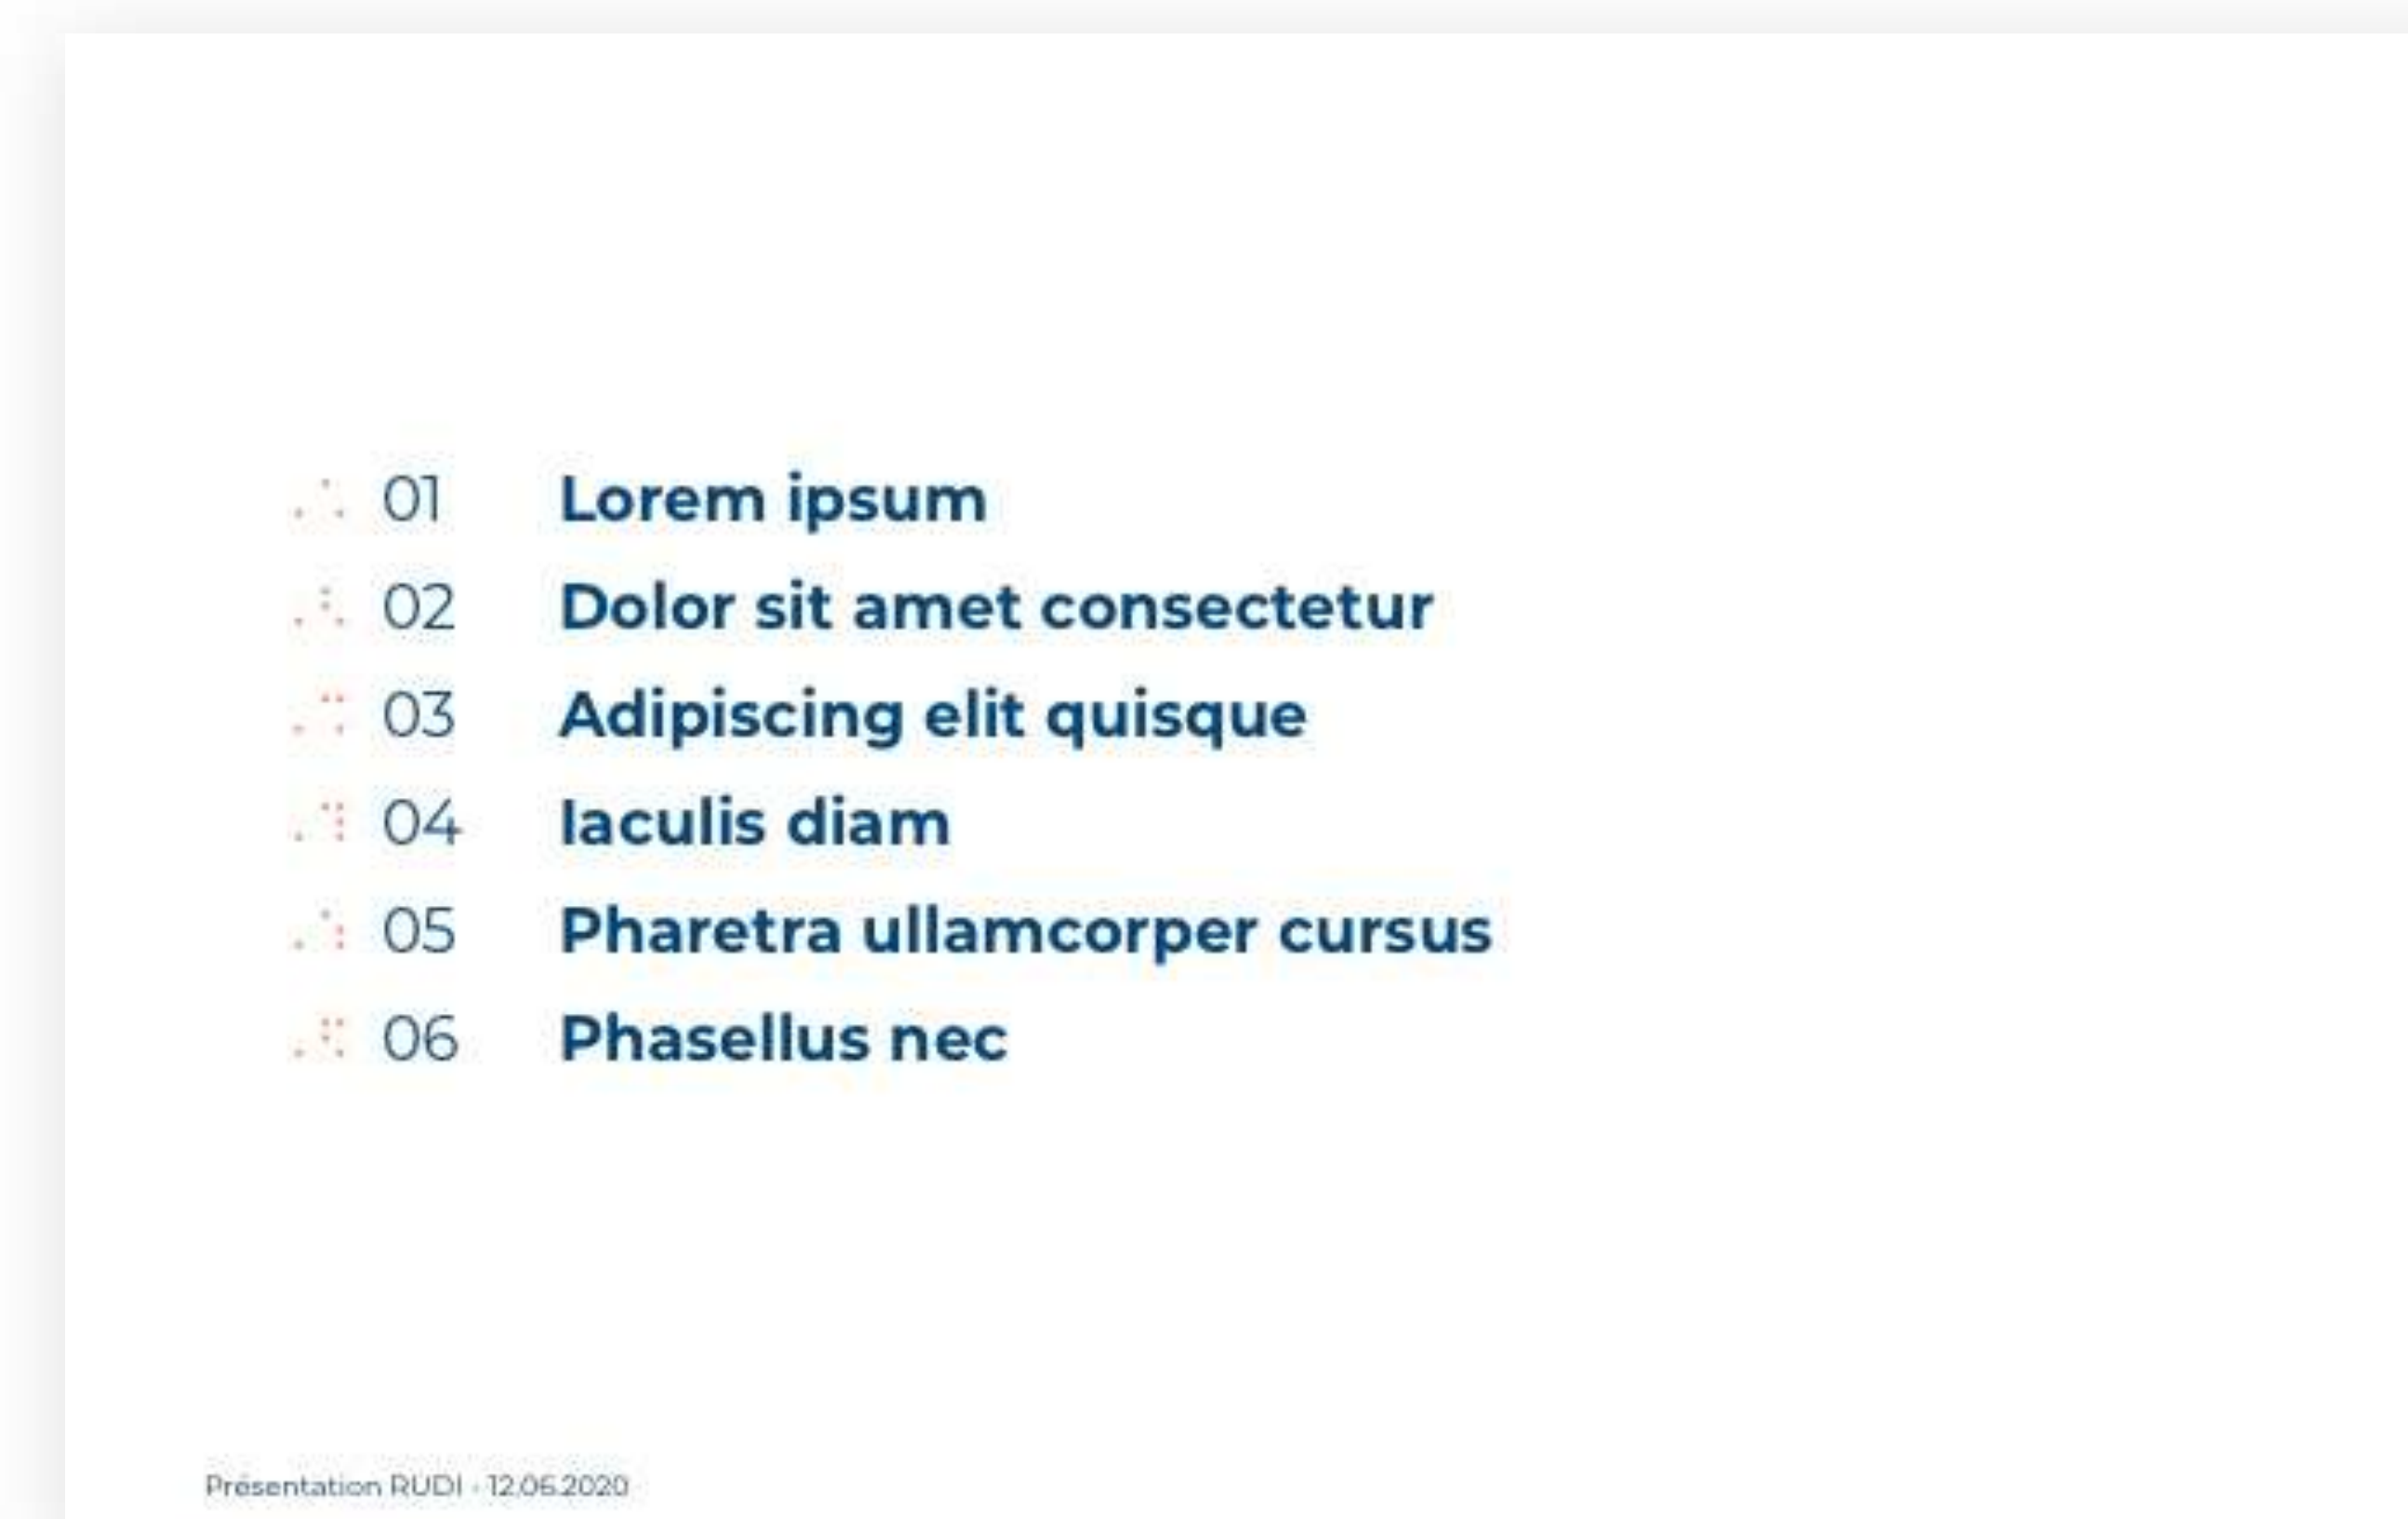 01 Lorem ipsum
02 Dolor sit amet consectetur
03 Adipiscing elit quisque
04 Iaculis diam
05 Pharetra ullamcorper cursus
06 Phasellus nec
Présentation RUDI - 12.06.2020